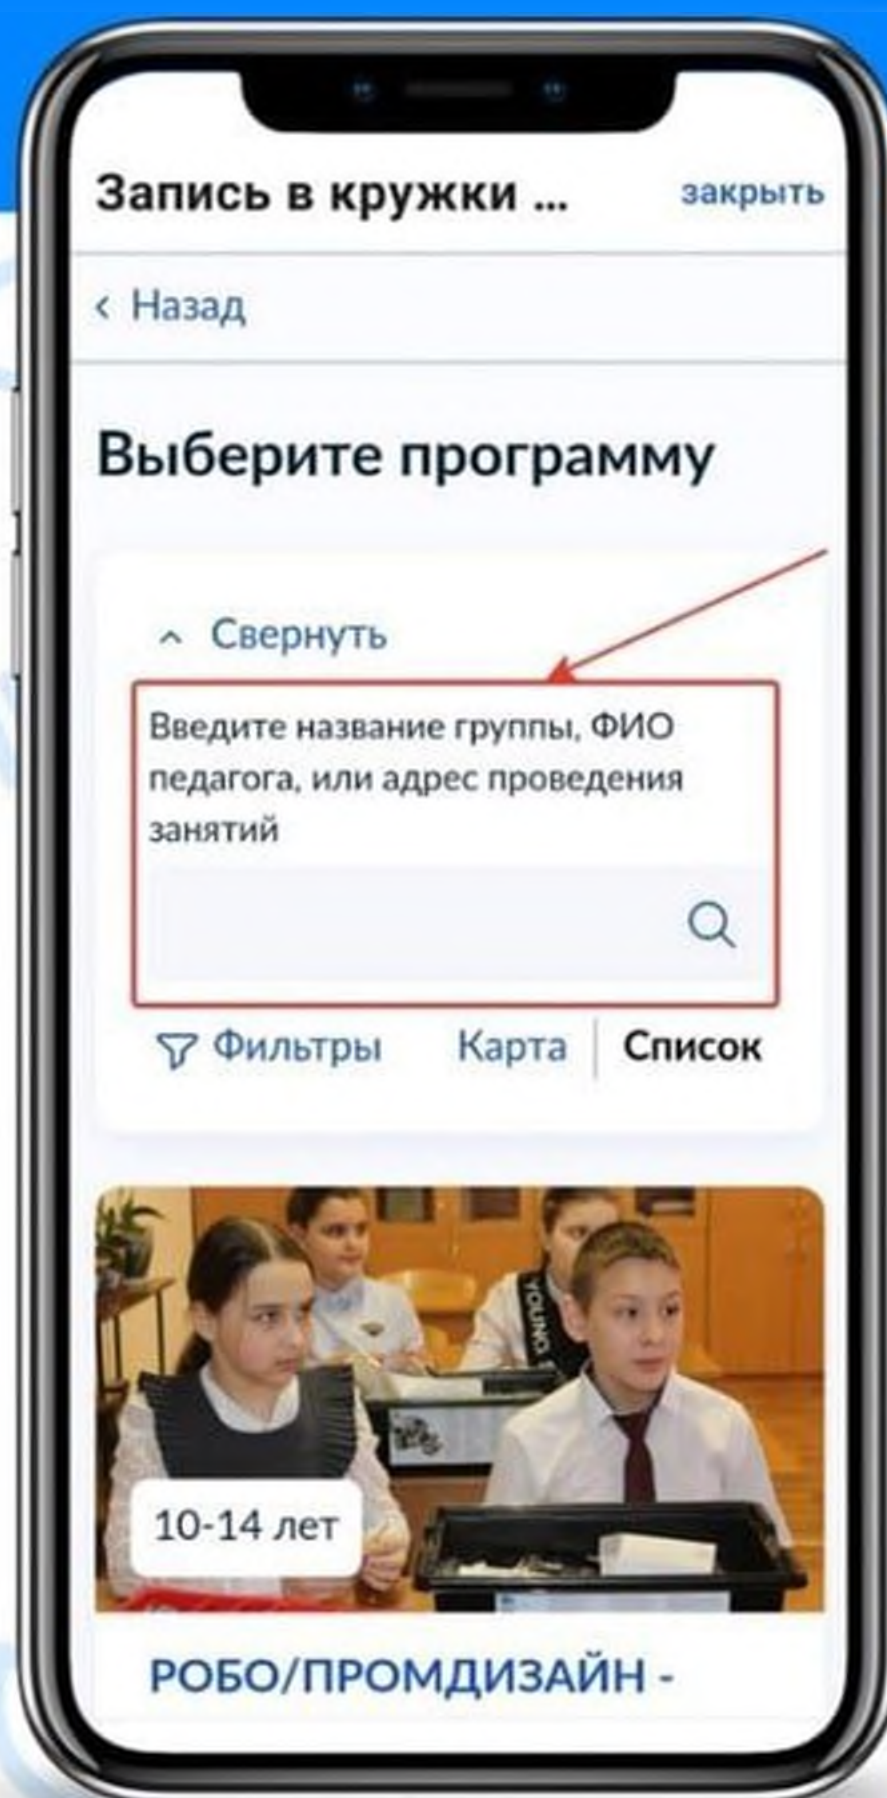 Запись в кружки ...
закрыть
‹ Назад
Выберите программу
Свернуть
Введите название группы, ФИО
педагога, или адрес проведения
занятий
Фильтры
Карта
Список
YOUNG
10-14 лет
РОБО/ПРОМДИЗАЙН -